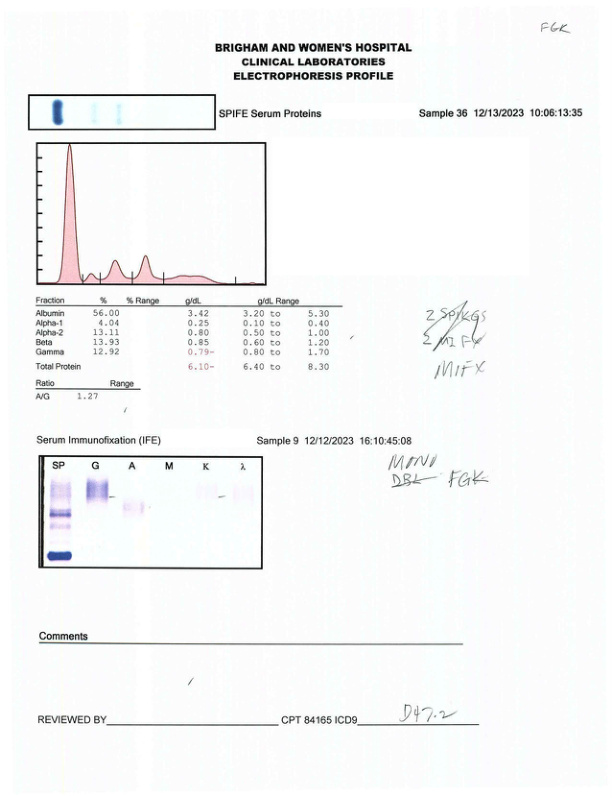 FGK
BRIGHAM AND WOMEN'S HOSPITAL
CLINICAL LABORATORIES
ELECTROPHORESIS PROFILE
SPIFE Serum Proteins Sample 36 12/13/2023 10:06:13:35
Fraction % % Range g/dL g/dL Range
Albumin 56.00 3.42 3.20 to 5.30
Alpha-1 4.04 0.25 0.10 to 0.40
Alpha-2 13.11 0.80 0.50 to 1.00
Beta 13.93 0.85 0.60 to 1.20
Gamma 12.92 0.79- 0.80 to 1.70
Total Protein 6.10- 6.40 to 8.30
2 SPIKES
2 MIFX
MIFX
Ratio Range
A/G 1.27
Serum Immunofixation (IFE) Sample 9 12/12/2023 16:10:45:08
SP G A M K λ
MONO
DBL FGK
Comments
REVIEWED BY CPT 84165 ICD9 D47.2